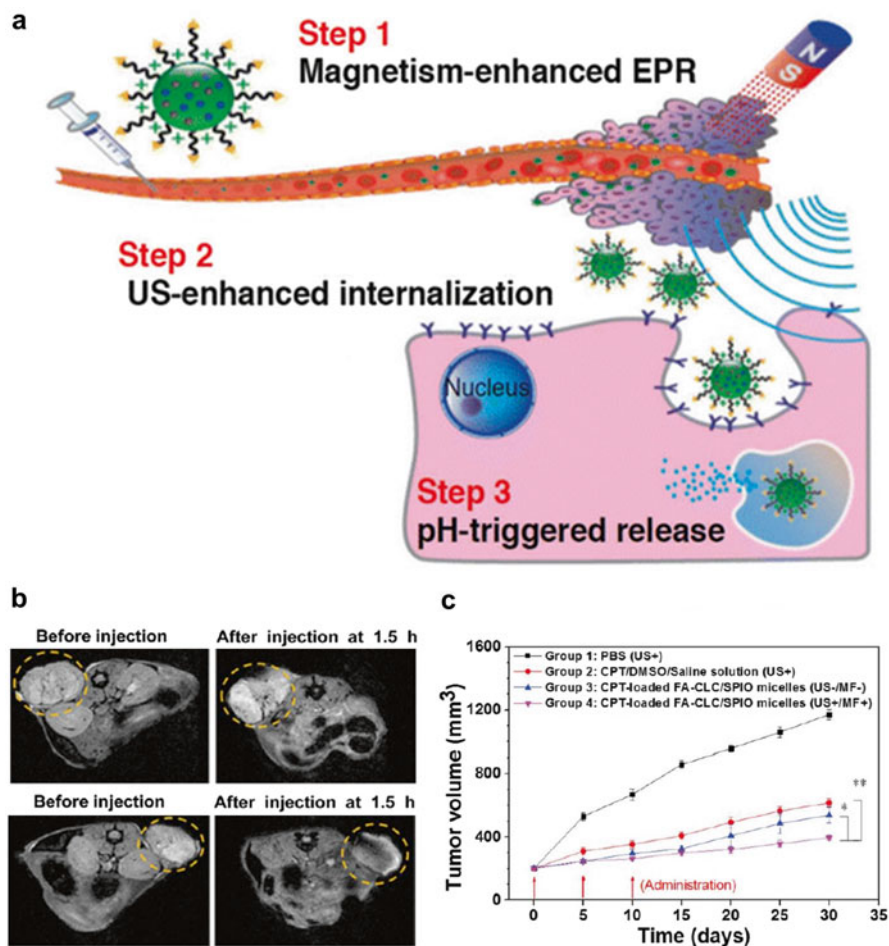 a
Step 1
Magnetism-enhanced EPR
N
S
Step 2
US-enhanced internalization
Nucleus
Step 3
pH-triggered release
b
Before injection
After injection at 1.5 h
Before injection
After injection at 1.5 h
c
Group 1: PBS (US+)
Group 2: CPT/DMSO/Saline solution (US+)
Group 3: CPT-loaded FA-CLC/SPIO micelles (US-/MF-)
Group 4: CPT-loaded FA-CLC/SPIO micelles (US+/MF+)
Tumor volume (mm³)
1600
1200
800
400
0
*
**
(Administration)
0 5 10 15 20 25 30 35
Time (days)